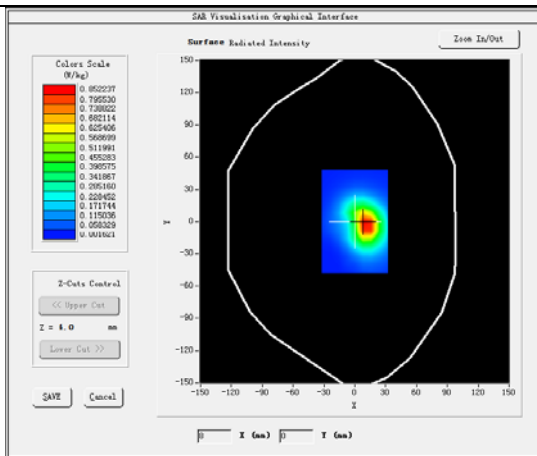 SAR Visualisation Graphical Interface
Surface Radiated Intensity
Zoom In/Out
Colors Scale
(W/kg)
0.852237
0.795530
0.738822
0.682114
0.625406
0.568699
0.511991
0.455283
0.398575
0.341867
0.285160
0.228452
0.171744
0.115036
0.058329
0.001621
150
120
90
60
30
Y
0
-30
-60
-90
-120
-150
-150 -120 -90 -60 -30 0 30 60 90 120 150
X
Z-Cuts Control
<< Upper Cut
Z = 4.0 mm
Lower Cut >>
SAVE Cancel
0 X (mm) 0 Y (mm)